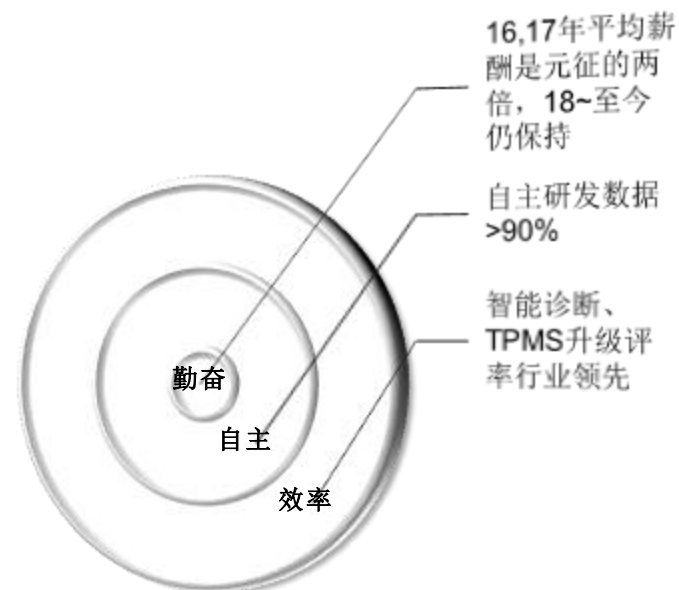 16,17年平均薪
酬是元征的两
倍，18~至今
仍保持
自主研发数据
>90%
智能诊断、
TPMS升级评
率行业领先
勤奋
自主
效率